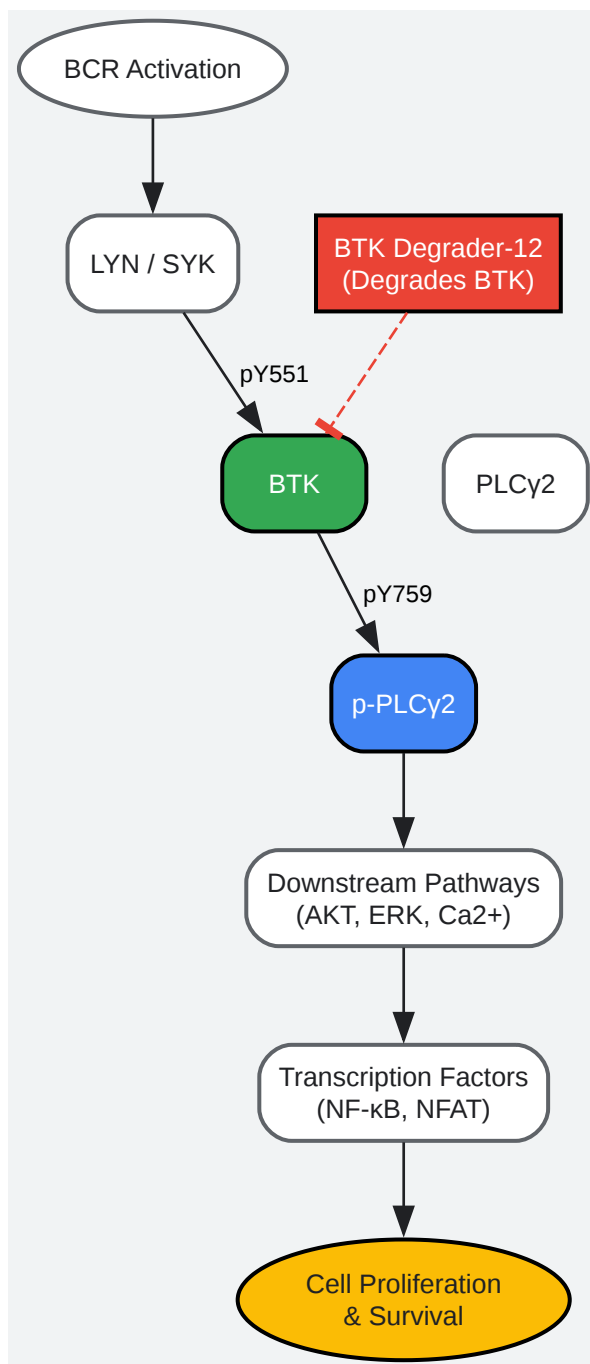 BCR Activation
LYN / SYK
BTK Degrader-12
(Degrades BTK)
pY551
BTK
PLCγ2
pY759
p-PLCγ2
Downstream Pathways
(AKT, ERK, Ca2+)
Transcription Factors
(NF-κB, NFAT)
Cell Proliferation
& Survival